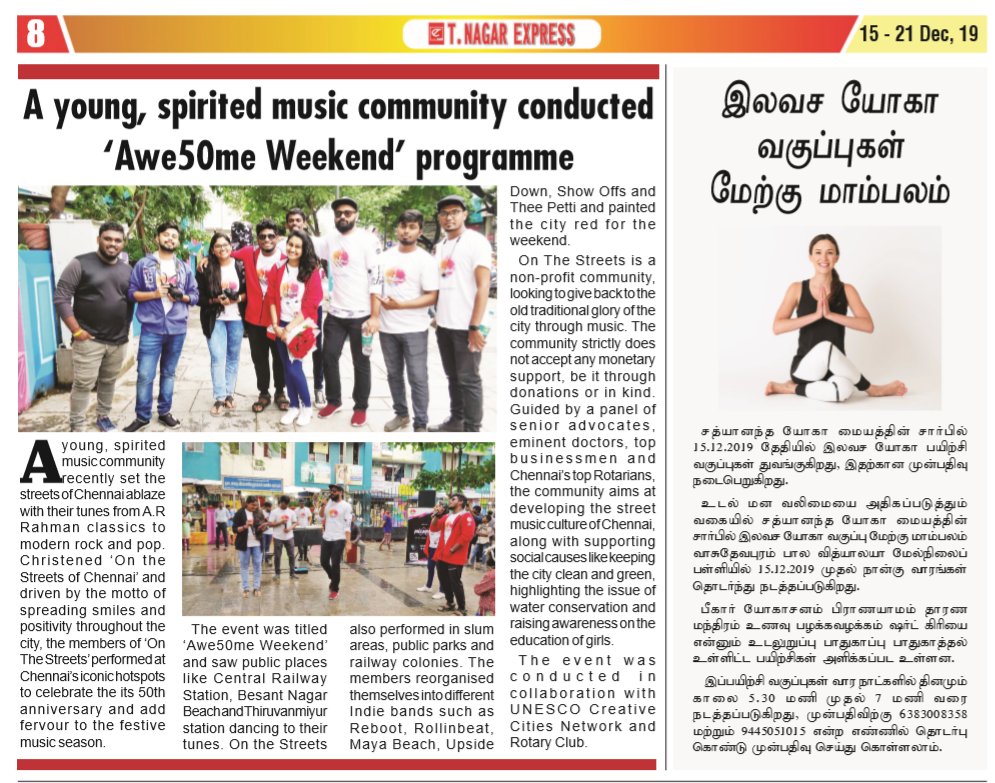 8
T. NAGAR EXPRESS
15 - 21 Dec, 19
A young, spirited music community conducted
‘Awe50me Weekend’ programme
A young, spirited
music community
recently set the
streets of Chennai ablaze
with their tunes from A.R
Rahman classics to
modern rock and pop.
Christened ‘On the
Streets of Chennai’ and
driven by the motto of
spreading smiles and
positivity throughout the
city, the members of ‘On
The Streets’ performed at
Chennai’s iconic hotspots
to celebrate the its 50th
anniversary and add
fervour to the festive
music season.
The event was titled
‘Awe50me Weekend’
and saw public places
like Central Railway
Station, Besant Nagar
Beach and Thiruvanmiyur
station dancing to their
tunes. On the Streets
also performed in slum
areas, public parks and
railway colonies. The
members reorganised
themselves into different
Indie bands such as
Reboot, Rollinbeat,
Maya Beach, Upside
Down, Show Offs and
Thee Petti and painted
the city red for the
weekend.
On The Streets is a
non-profit community,
looking to give back to the
old traditional glory of the
city through music. The
community strictly does
not accept any monetary
support, be it through
donations or in kind.
Guided by a panel of
senior advocates,
eminent doctors, top
businessmen and
Chennai’s top Rotarians,
the community aims at
developing the street
music culture of Chennai,
along with supporting
social causes like keeping
the city clean and green,
highlighting the issue of
water conservation and
raising awareness on the
education of girls.
The event was
conducted in
collaboration with
UNESCO Creative
Cities Network and
Rotary Club.
இலவச யோகா
வகுப்புகள்
மேற்கு மாம்பலம்
சத்யானந்த யோகா மையத்தின் சார்பில்
15.12.2019 தேதியில் இலவச யோகா பயிற்சி
வகுப்புகள் துவங்குகிறது, இதற்கான முன்பதிவு
நடைபெறுகிறது.
உடல் மன வலிமையை அதிகப்படுத்தும்
வகையில் சத்யானந்த யோகா மையத்தின்
சார்பில் இலவச யோகா வகுப்பு மேற்கு மாம்பலம்
வாசுதேவபுரம் பால வித்யாலயா மேல்நிலைப்
பள்ளியில் 15.12.2019 முதல் நான்கு வாரங்கள்
தொடர்ந்து நடத்தப்படுகிறது.
பீகார் யோகாசனம் பிராணயாமம் தாரண
மந்திரம் உணவு பழக்கவழக்கம் ஷர்ட் கிரியை
என்னும் உடலுறுப்பு பாதுகாப்பு பாதுகாத்தல்
உள்ளிட்ட பயிற்சிகள் அளிக்கப்பட உள்ளன.
இப்பயிற்சி வகுப்புகள் வார நாட்களில் தினமும்
காலை 5.30 மணி முதல் 7 மணி வரை
நடத்தப்படுகிறது, முன்பதிவிற்கு 6383008358
மற்றும் 9445051015 என்ற எண்ணில் தொடர்பு
கொண்டு முன்பதிவு செய்து கொள்ளலாம்.